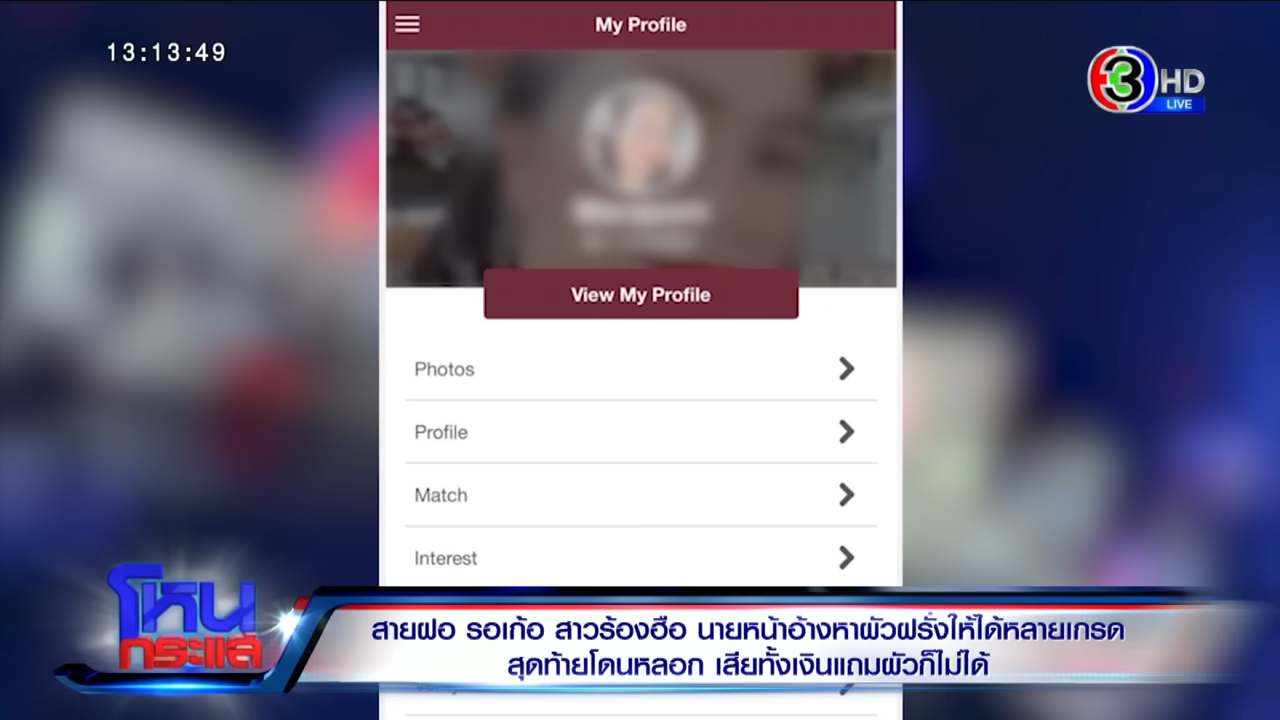 13:13:49
My Profile
3 HD
LIVE
View My Profile
Photos
Profile
Match
Interest
โหนกระแส
สายฝอ รอเก้อ สาวร้องฮือ นายหน้าอ้างหาผัวฝรั่งให้ได้หลายเกรด
สุดท้ายโดนหลอก เสียทั้งเงินแถมผัวก็ไม่ได้